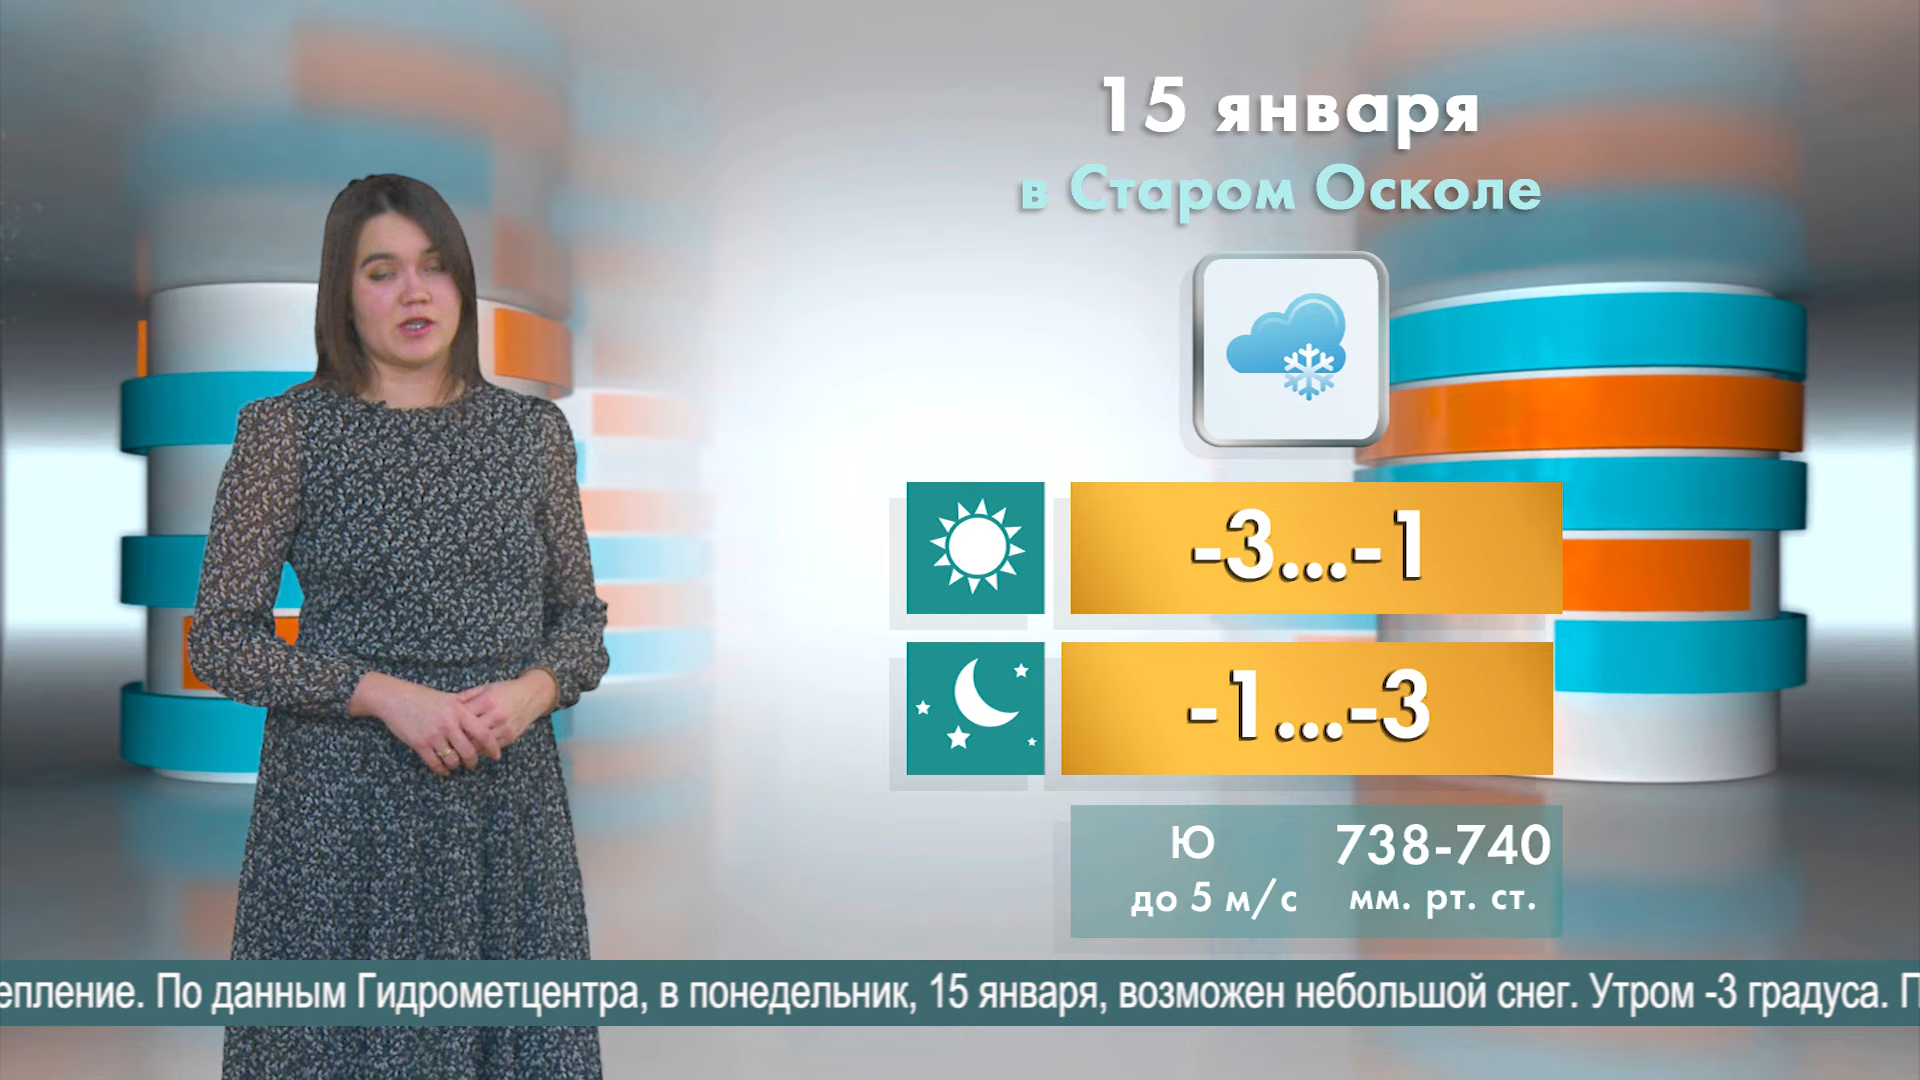 15 января
в Старом Осколе
-3...-1
-1...-3
Ю 738-740
до 5 м/с мм. рт. ст.
По данным Гидрометцентра, в понедельник, 15 января, возможен небольшой снег. Утром -3 градуса.